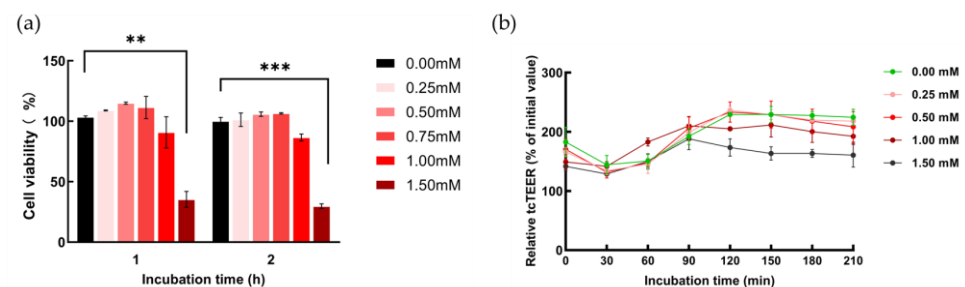 (a)
**
***
150
100
50
0
Cell viability ( %)
1
2
Incubation time (h)
0.00mM
0.25mM
0.50mM
0.75mM
1.00mM
1.50mM
(b)
300
200
100
0
Relative tcTEER (% of initial value)
0 30 60 90 120 150 180 210
Incubation time (min)
0.00 mM
0.25 mM
0.50 mM
1.00 mM
1.50 mM